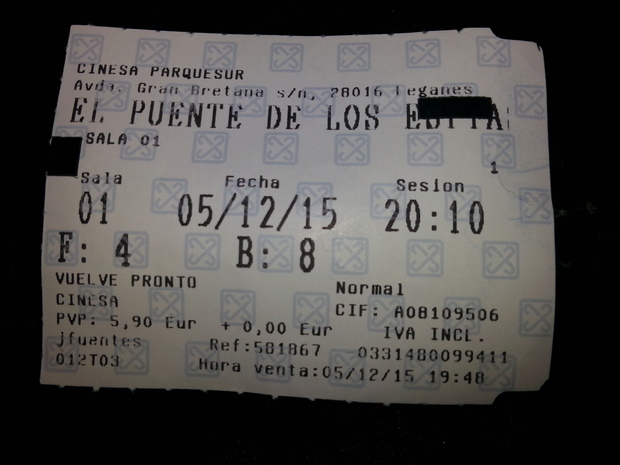 CINESA PARQUESUR
Avda. Gran Bretana s/n, 28016 Leganes
EL PUENTE DE LOS
SALA 01
1
Sala Fecha Sesion
01 05/12/15 20:10
F: 4 B: 8
VUELVE PRONTO Normal
CINESA CIF: A08109506
PVP: 5,90 Eur + 0,00 Eur IVA INCL.
jfuentes Ref:581867 0331480099411
012T03 Hora venta:05/12/15 19:48